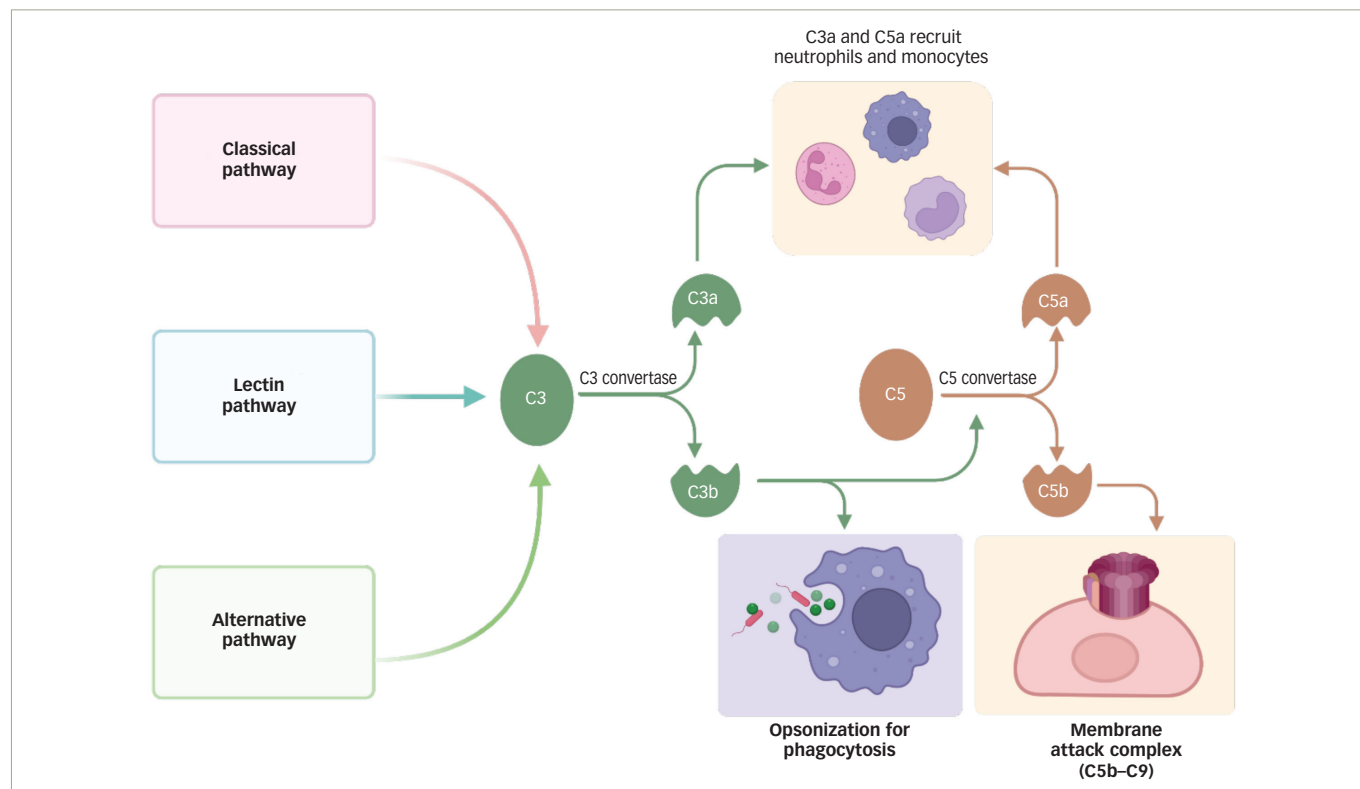 C3a and C5a recruit
neutrophils and monocytes
Classical
pathway
Lectin
pathway
Alternative
pathway
C3
C3 convertase
C3a
C3b
C5
C5 convertase
C5a
C5b
Opsonization for
phagocytosis
Membrane
attack complex
(C5b–C9)